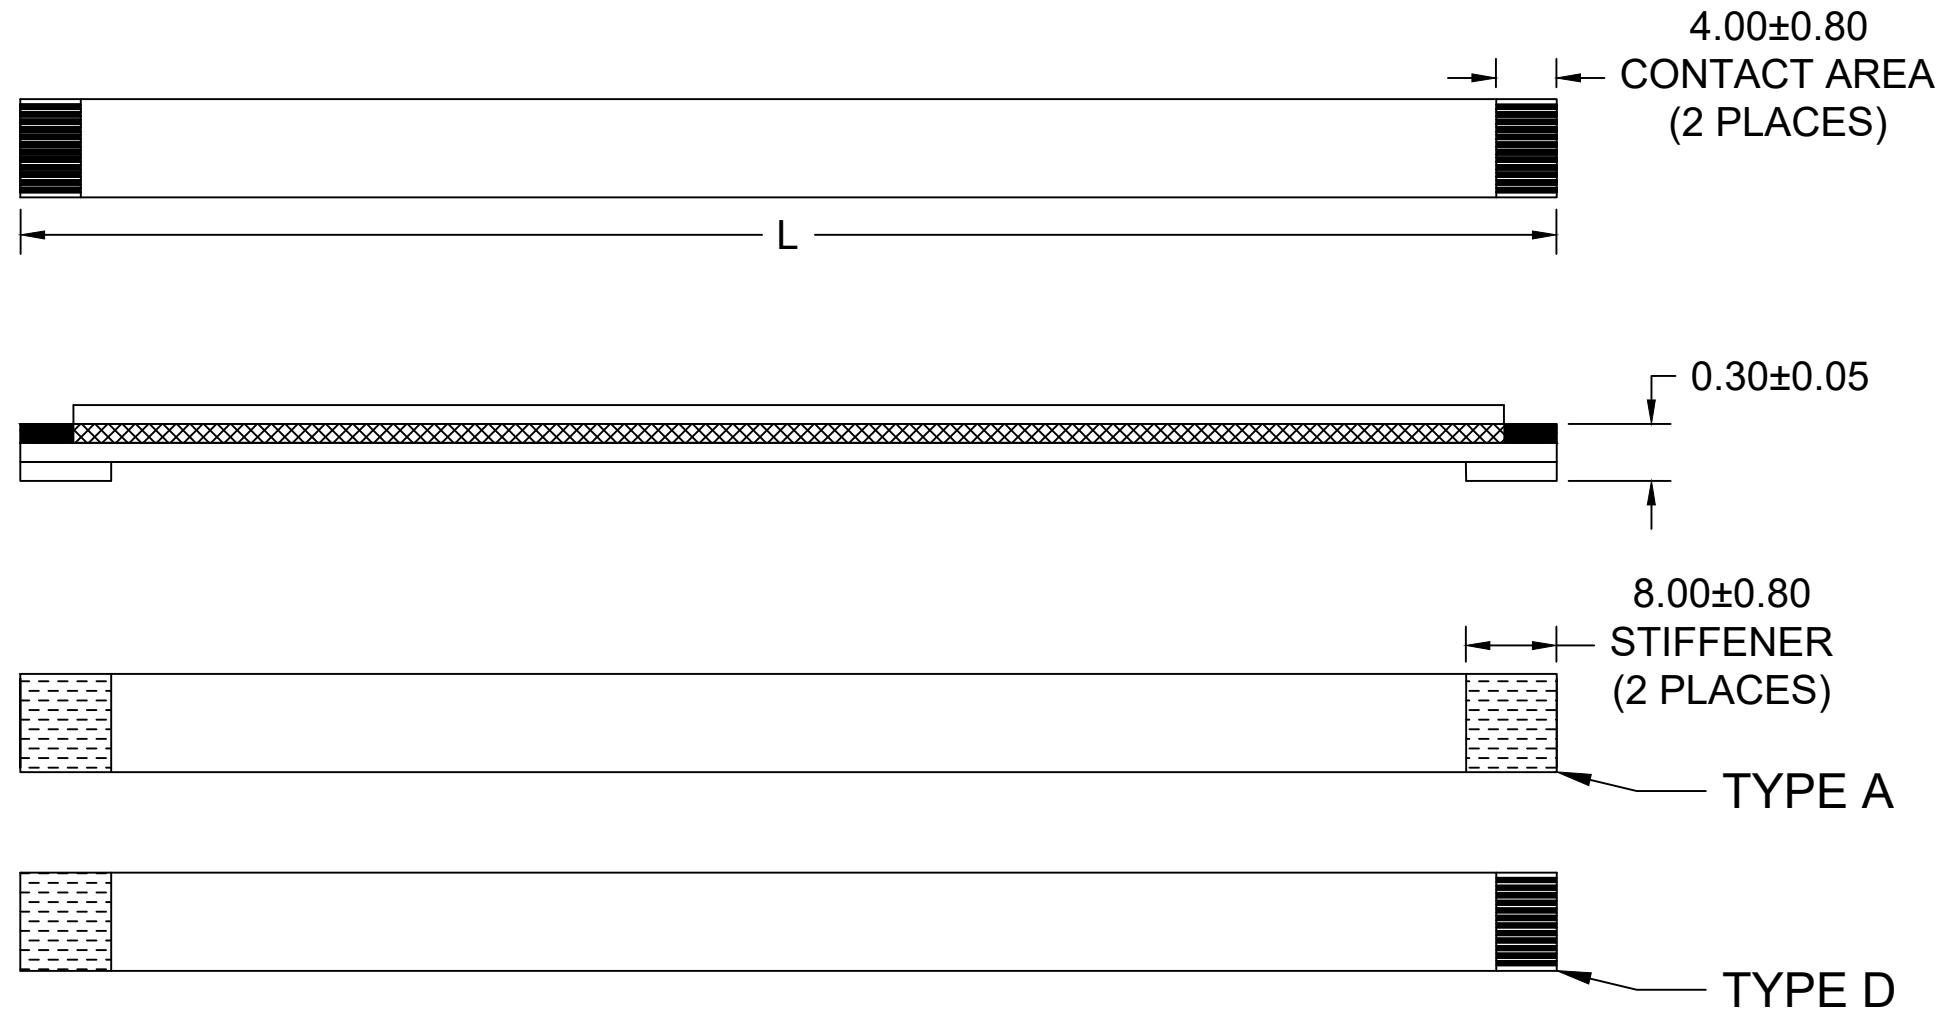 4.00±0.80
CONTACT AREA
(2 PLACES)
L
0.30±0.05
8.00±0.80
STIFFENER
(2 PLACES)
TYPE A
TYPE D